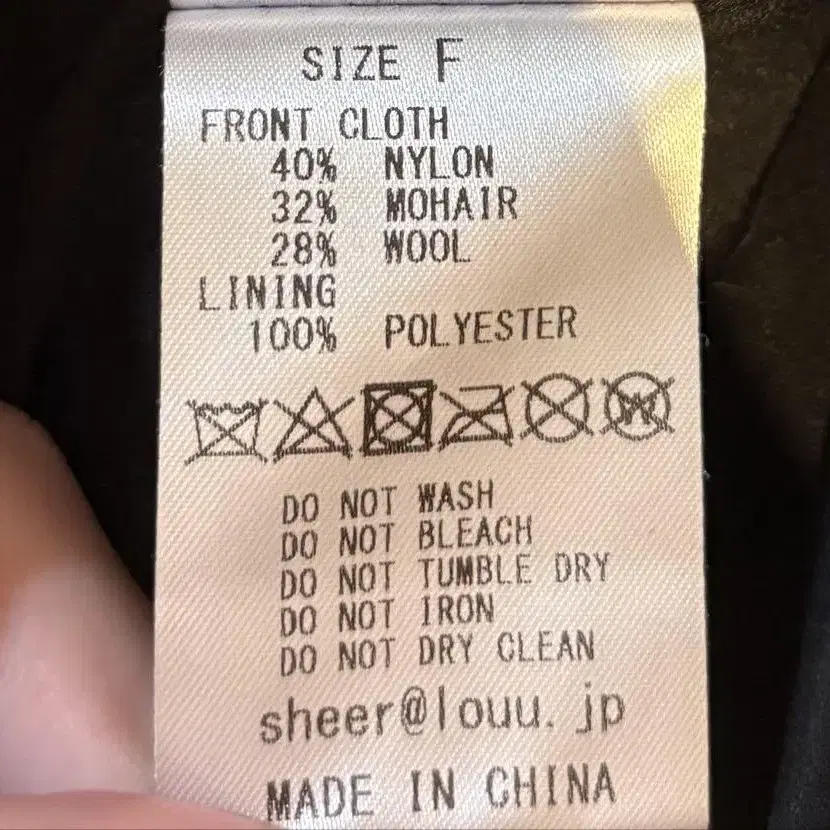 SIZE F
FRONT CLOTH
40% NYLON
32% MOHAIR
28% WOOL
LINING
100% POLYESTER
W
DO NOT WASH
DO NOT BLEACH
DO NOT TUMBLE DRY
DO NOT IRON
DO NOT DRY CLEAN
sheer@louu.jp
MADE IN CHINA